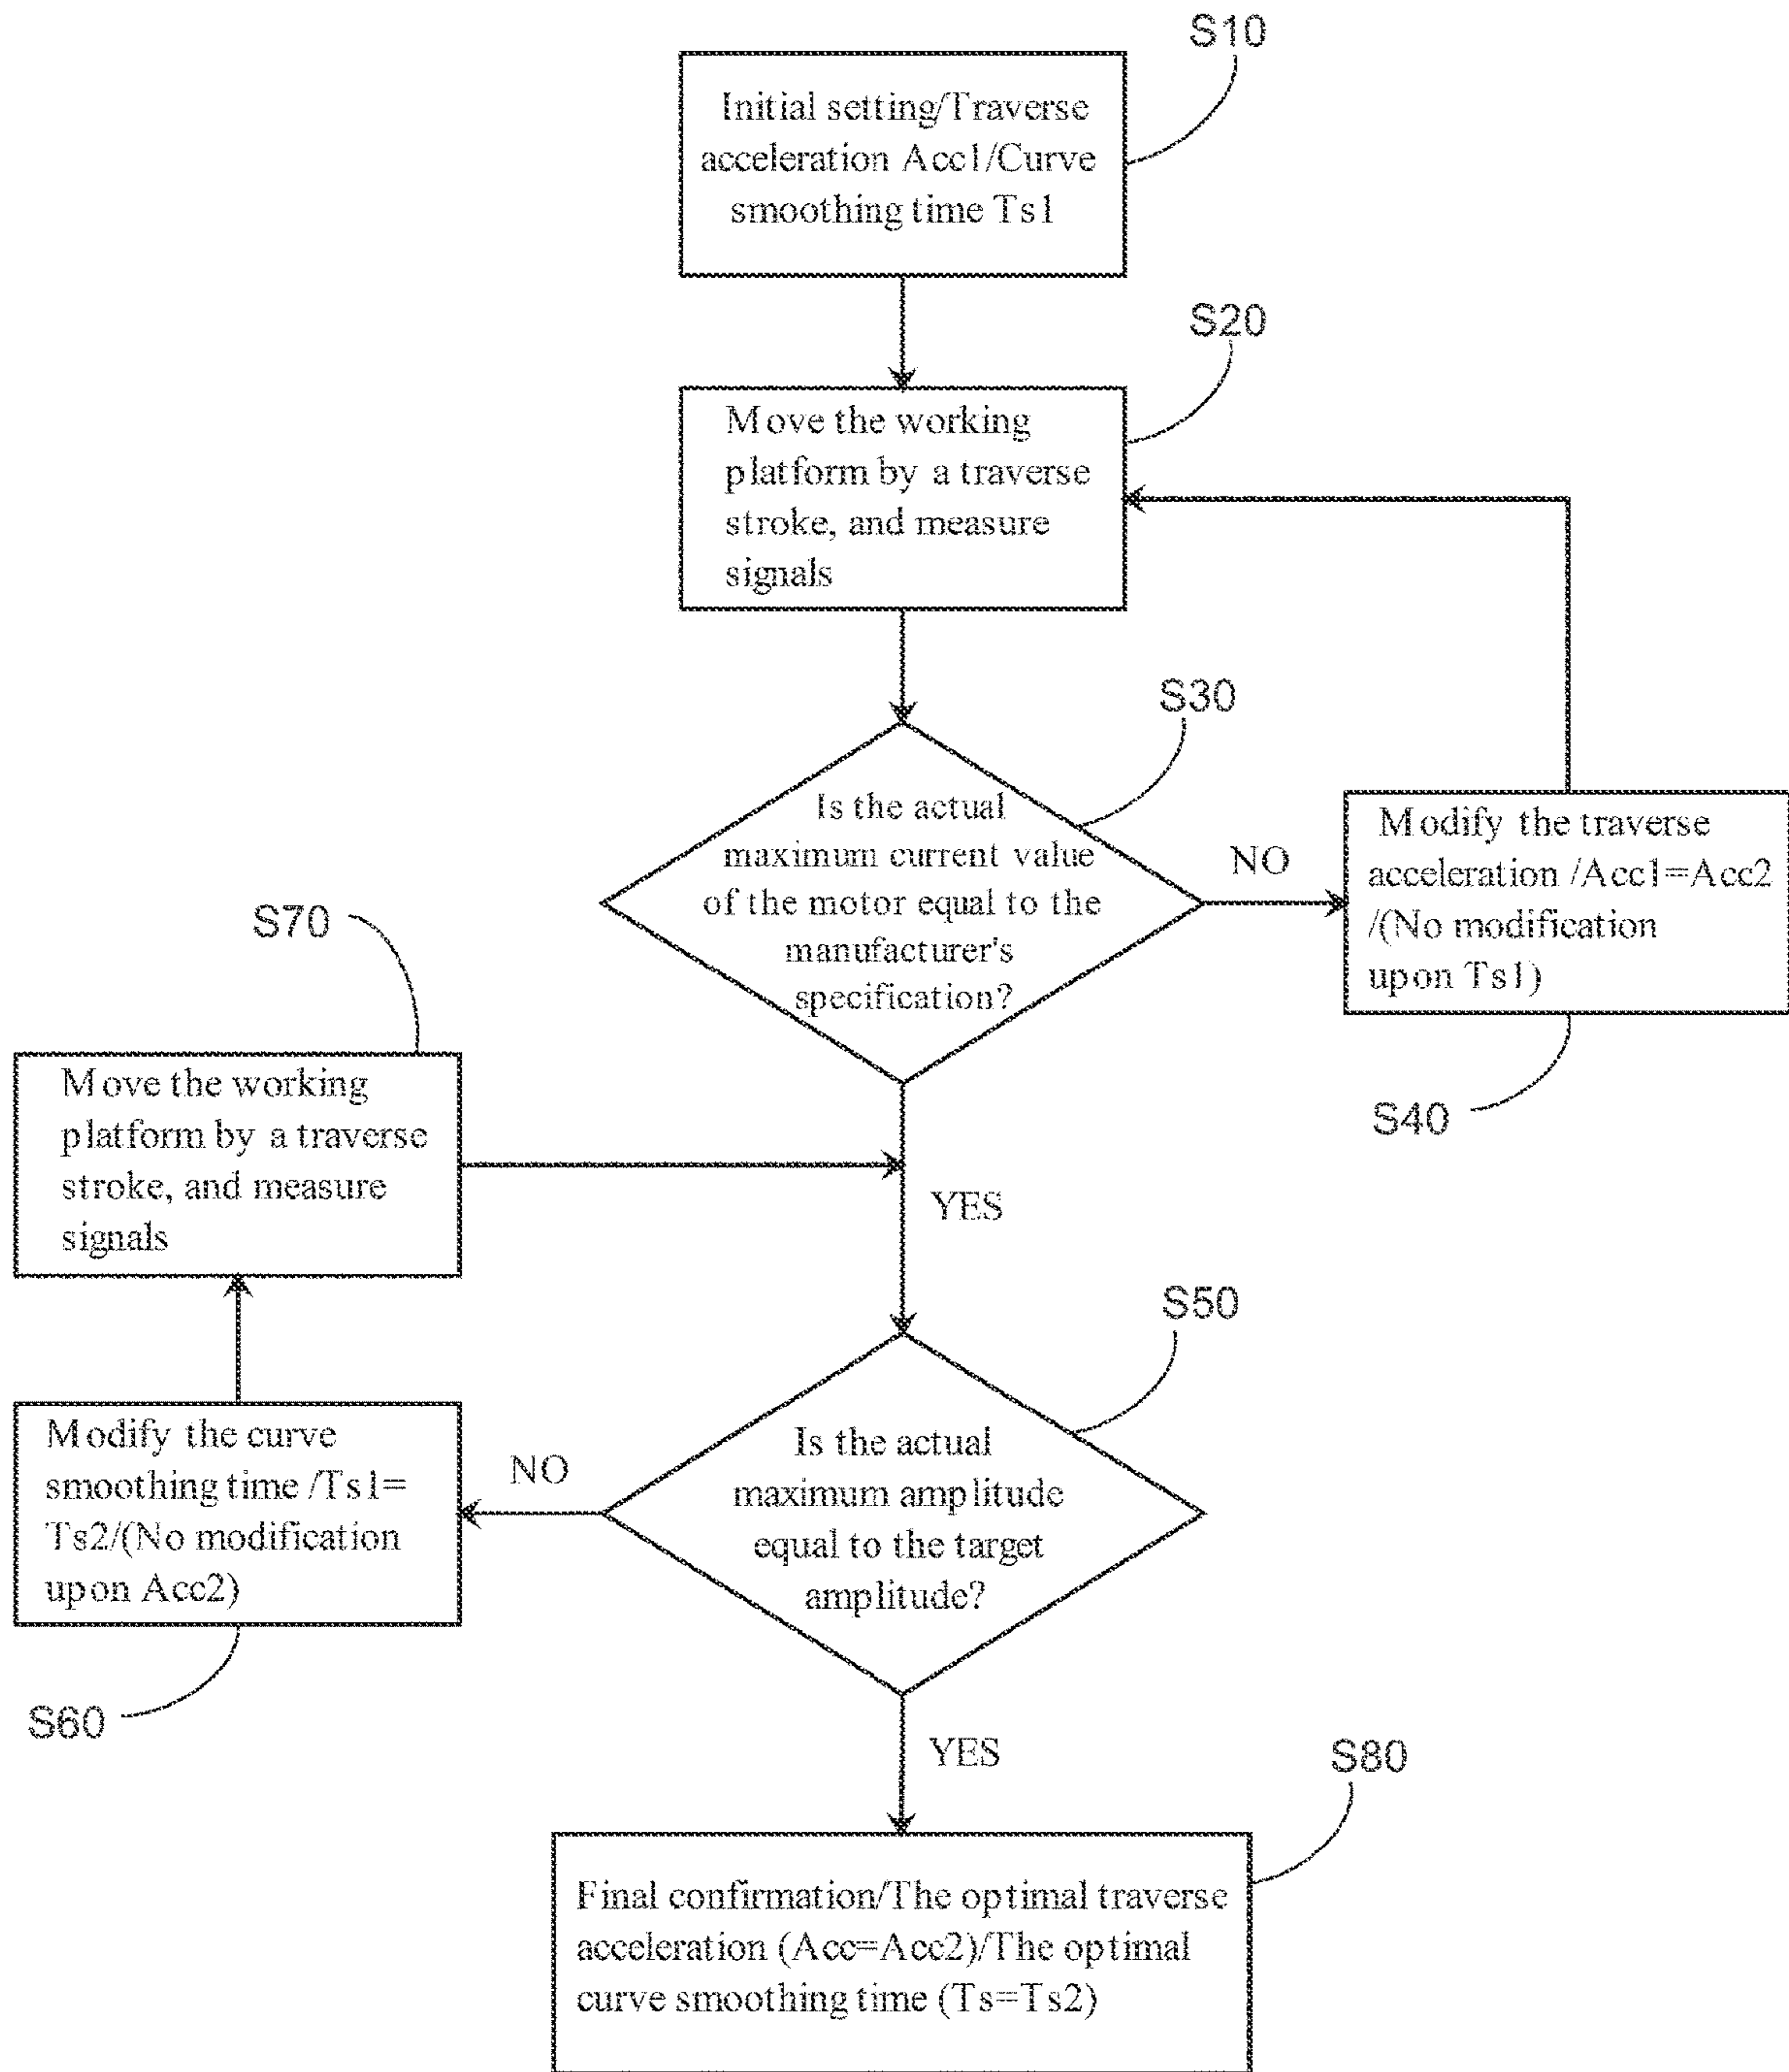 S10
Initial setting/Traverse
acceleration Acc1/Curve
smoothing time Ts1
S20
Move the working
platform by a traverse
stroke, and measure
signals
S30
Is the actual
maximum current value
of the motor equal to the
manufacturer's
specification?
NO
Modify the traverse
acceleration /Acc1=Acc2
/(No modification
upon Ts1)
S40
S70
Move the working
platform by a traverse
stroke, and measure
signals
YES
S50
Is the actual
maximum amplitude
equal to the target
amplitude?
NO
Modify the curve
smoothing time /Ts1=
Ts2/(No modification
upon Acc2)
S60
YES
S80
Final confirmation/The optimal traverse
acceleration (Acc=Acc2)/The optimal
curve smoothing time (Ts=Ts2)